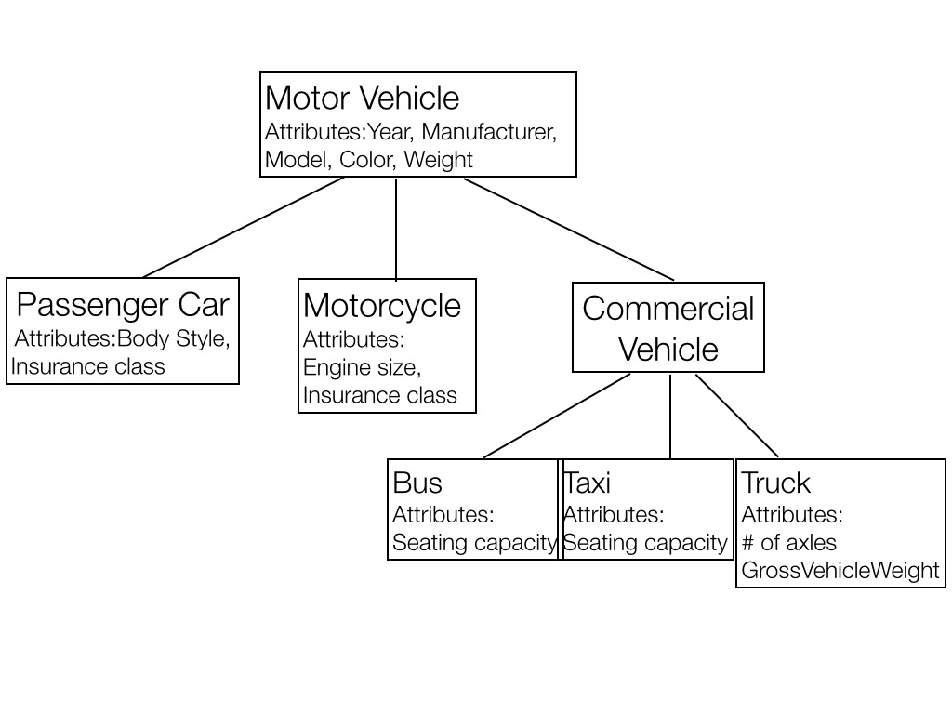 Motor Vehicle
Attributes:Year, Manufacturer,
Model, Color, Weight
Passenger Car
Attributes:Body Style,
Insurance class
Motorcycle
Attributes:
Engine size,
Insurance class
Commercial
Vehicle
Bus
Attributes:
Seating capacity
Taxi
Attributes:
Seating capacity
Truck
Attributes:
# of axles
GrossVehicleWeight